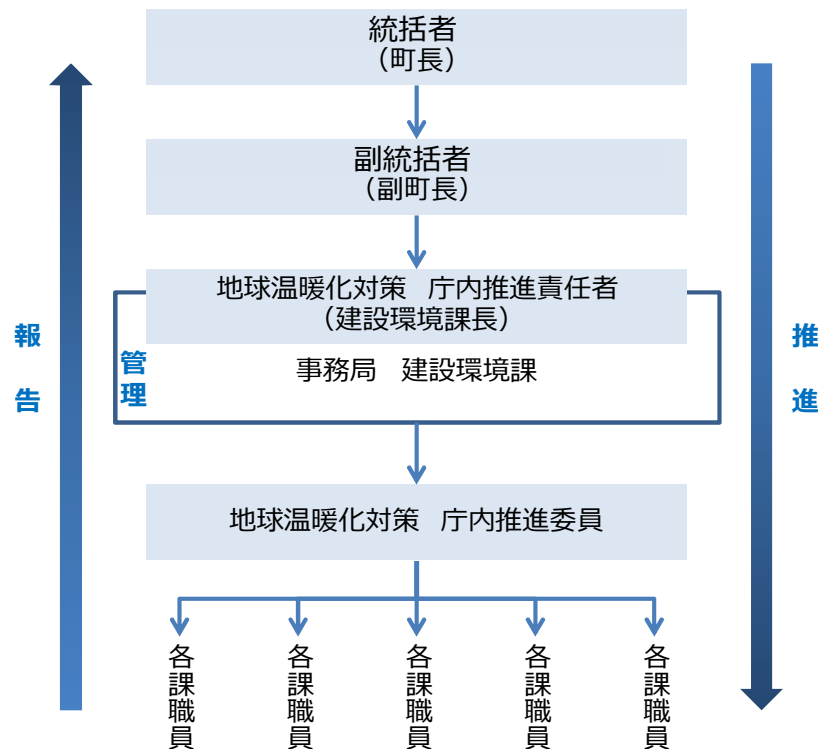 統括者
（町長）
副統括者
（副町長）
地球温暖化対策　庁内推進責任者
（建設環境課長）
管理
事務局　建設環境課
報告
推進
地球温暖化対策　庁内推進委員
各課職員
各課職員
各課職員
各課職員
各課職員